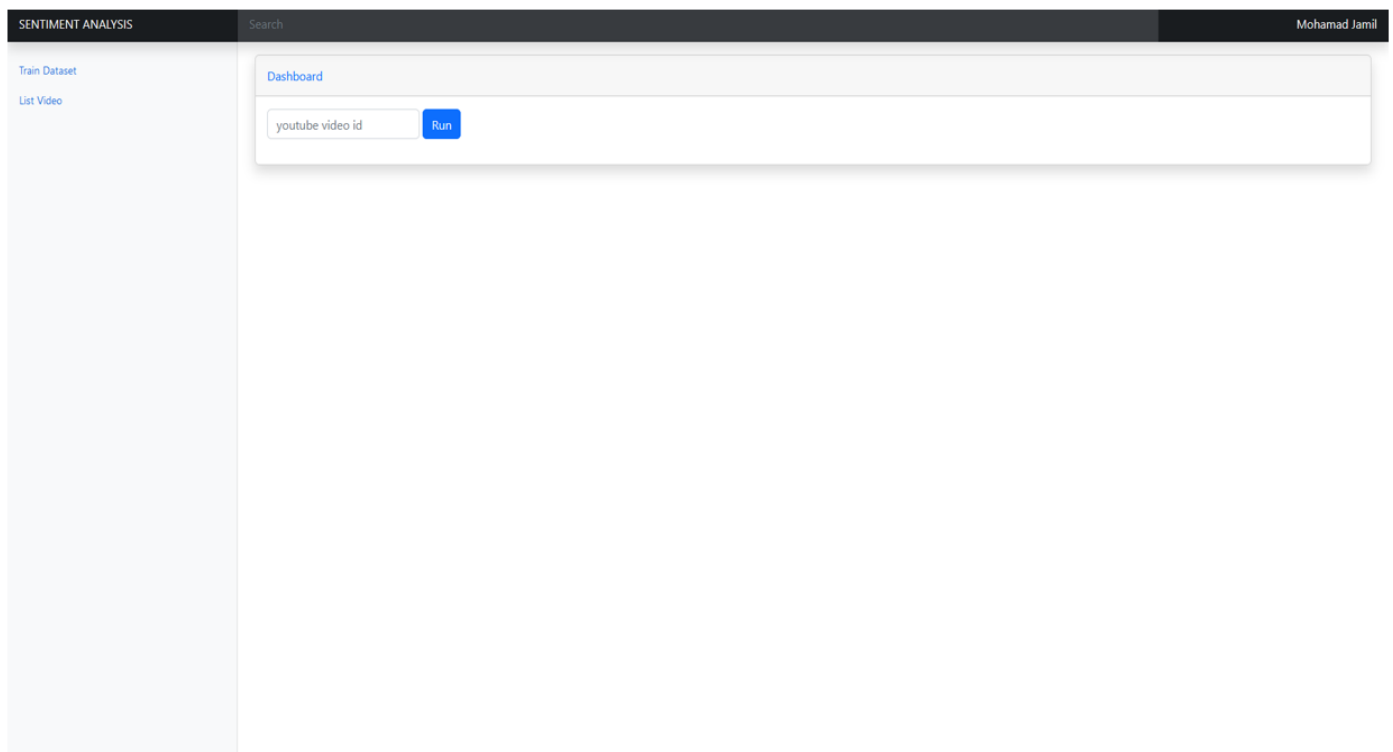 SENTIMENT ANALYSIS Search Mohamad Jamil
Train Dataset
List Video
Dashboard
youtube video id Run